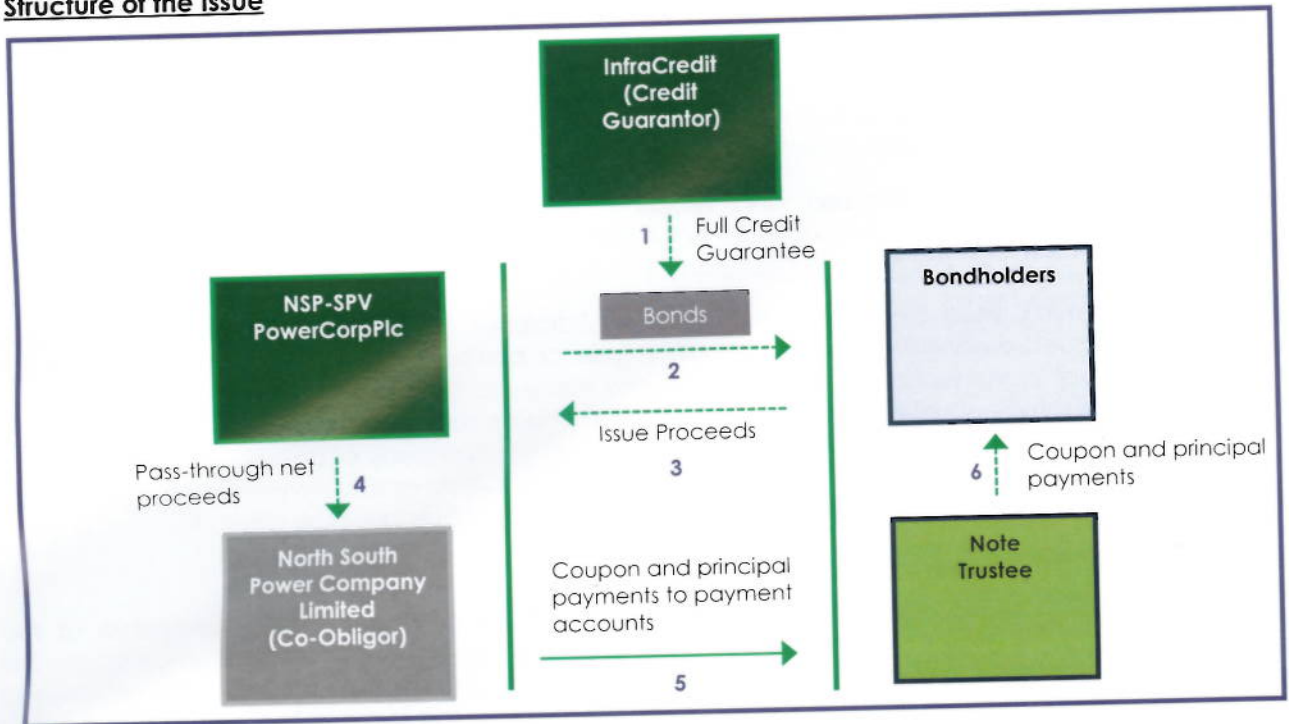 Structure of the Issue
InfraCredit
(Credit
Guarantor)
1
Full Credit
Guarantee
NSP-SPV
PowerCorpPlc
Bonds
Bondholders
2
Issue Proceeds
3
Pass-through net
proceeds
4
6
Coupon and principal
payments
North South
Power Company
Limited
(Co-Obligor)
Coupon and principal
payments to payment
accounts
5
Note
Trustee